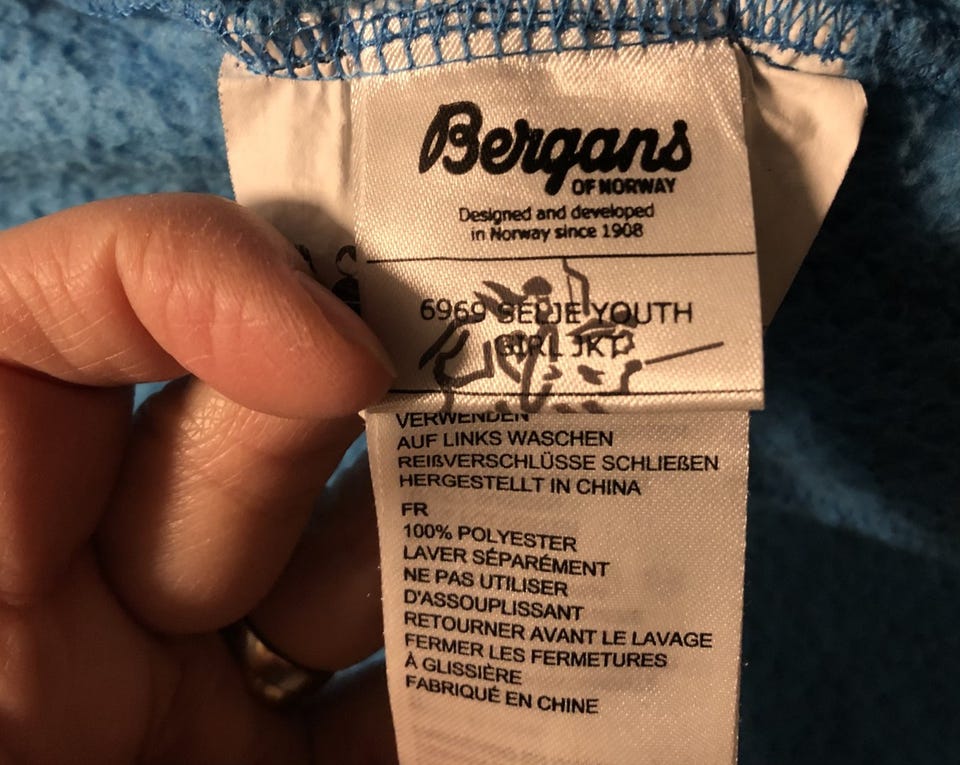 Bergans
OF NORWAY
Designed and developed
in Norway since 1908
6969 SELJE YOUTH
GIRL JKT
VERWENDEN
AUF LINKS WASCHEN
REIßVERSCHLÜSSE SCHLIEßEN
HERGESTELLT IN CHINA
FR
100% POLYESTER
LAVER SÉPARÉMENT
NE PAS UTILISER
D'ASSOUPLISSANT
RETOURNER AVANT LE LAVAGE
FERMER LES FERMETURES
À GLISSIÈRE
FABRIQUÉ EN CHINE